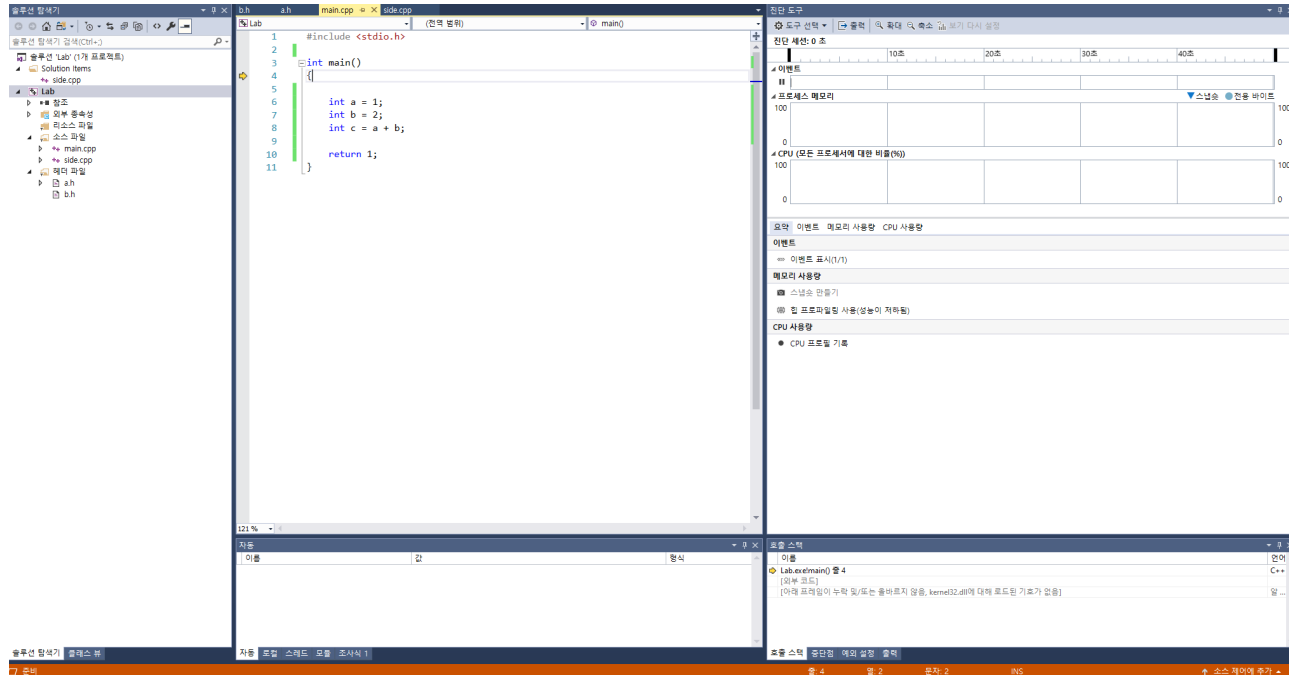 솔루션 탐색기
솔루션 탐색기 검색(Ctrl+;)
솔루션 'Lab' (1개 프로젝트)
Solution Items
side.cpp
Lab
참조
외부 종속성
리소스 파일
소스 파일
main.cpp
side.cpp
헤더 파일
a.h
b.h
솔루션 탐색기 클래스 뷰
b.h a.h main.cpp side.cpp
Lab (전역 범위) main()
1 #include <stdio.h>
2
3 int main()
4 {
5
6 int a = 1;
7 int b = 2;
8 int c = a + b;
9
10 return 1;
11 }
121 %
자동
이름 값 형식
자동 로컬 스레드 모듈 조사식 1
진단 도구
도구 선택 출력 확대 축소 보기 다시 설정
진단 세션: 0 초
10초 20초 30초 40초
이벤트
프로세스 메모리 스냅숏 전용 바이트
100 100
0 0
CPU (모든 프로세서에 대한 비율(%))
100 100
0 0
요약 이벤트 메모리 사용량 CPU 사용량
이벤트
이벤트 표시(1/1)
메모리 사용량
스냅숏 만들기
힙 프로파일링 사용(성능이 저하됨)
CPU 사용량
CPU 프로필 기록
호출 스택
이름 언어
Lab.exe!main() 줄 4 C++
[외부 코드]
[아래 프레임이 누락 및/또는 올바르지 않음, kernel32.dll에 대해 로드된 기호가 없음] 알 ...
호출 스택 중단점 예외 설정 출력
준비 줄: 4 열: 2 문자: 2 INS 소스 제어에 추가